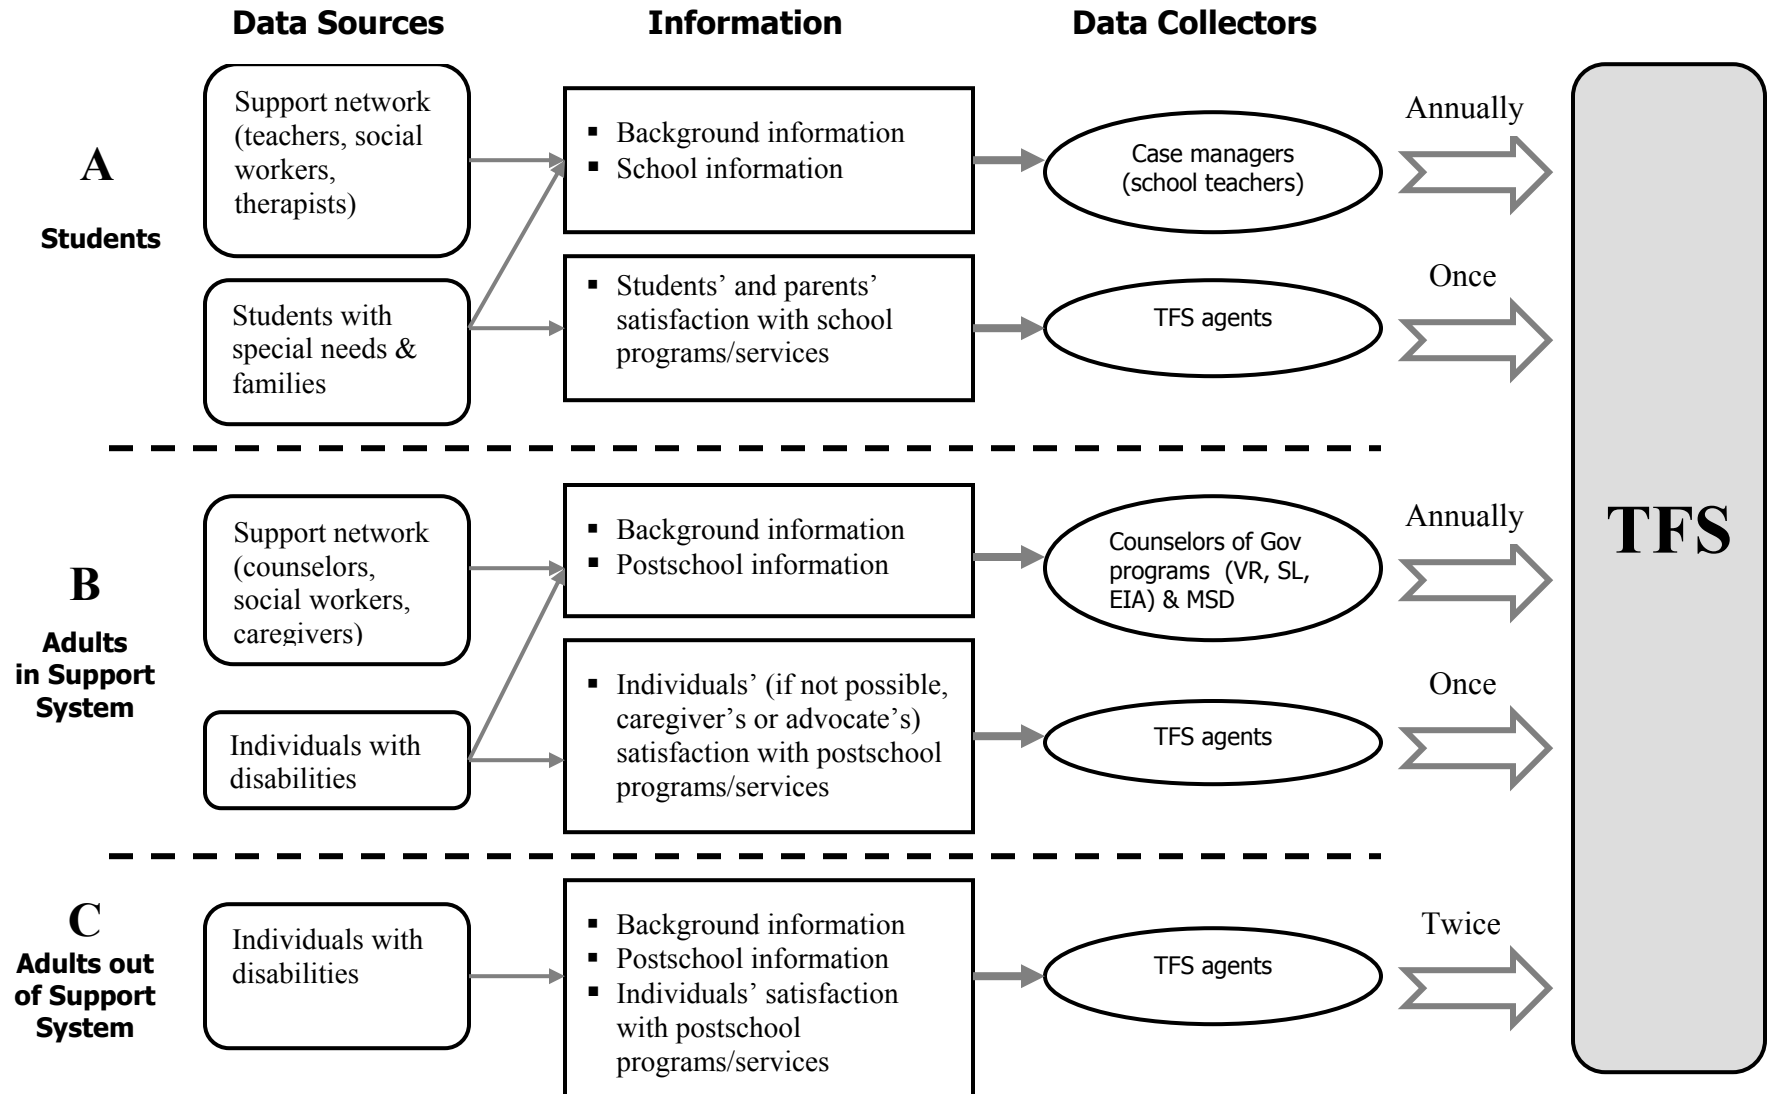 Data Sources
Information
Data Collectors
A
Students
Support network
(teachers, social
workers,
therapists)
Students with
special needs &
families
▪ Background information
▪ School information
▪ Students’ and parents’
satisfaction with school
programs/services
Case managers
(school teachers)
TFS agents
Annually
Once
B
Adults
in Support
System
Support network
(counselors,
social workers,
caregivers)
Individuals with
disabilities
▪ Background information
▪ Postschool information
▪ Individuals’ (if not possible,
caregiver’s or advocate’s)
satisfaction with postschool
programs/services
Counselors of Gov
programs (VR, SL,
EIA) & MSD
TFS agents
Annually
Once
C
Adults out
of Support
System
Individuals with
disabilities
▪ Background information
▪ Postschool information
▪ Individuals’ satisfaction
with postschool
programs/services
TFS agents
Twice
TFS